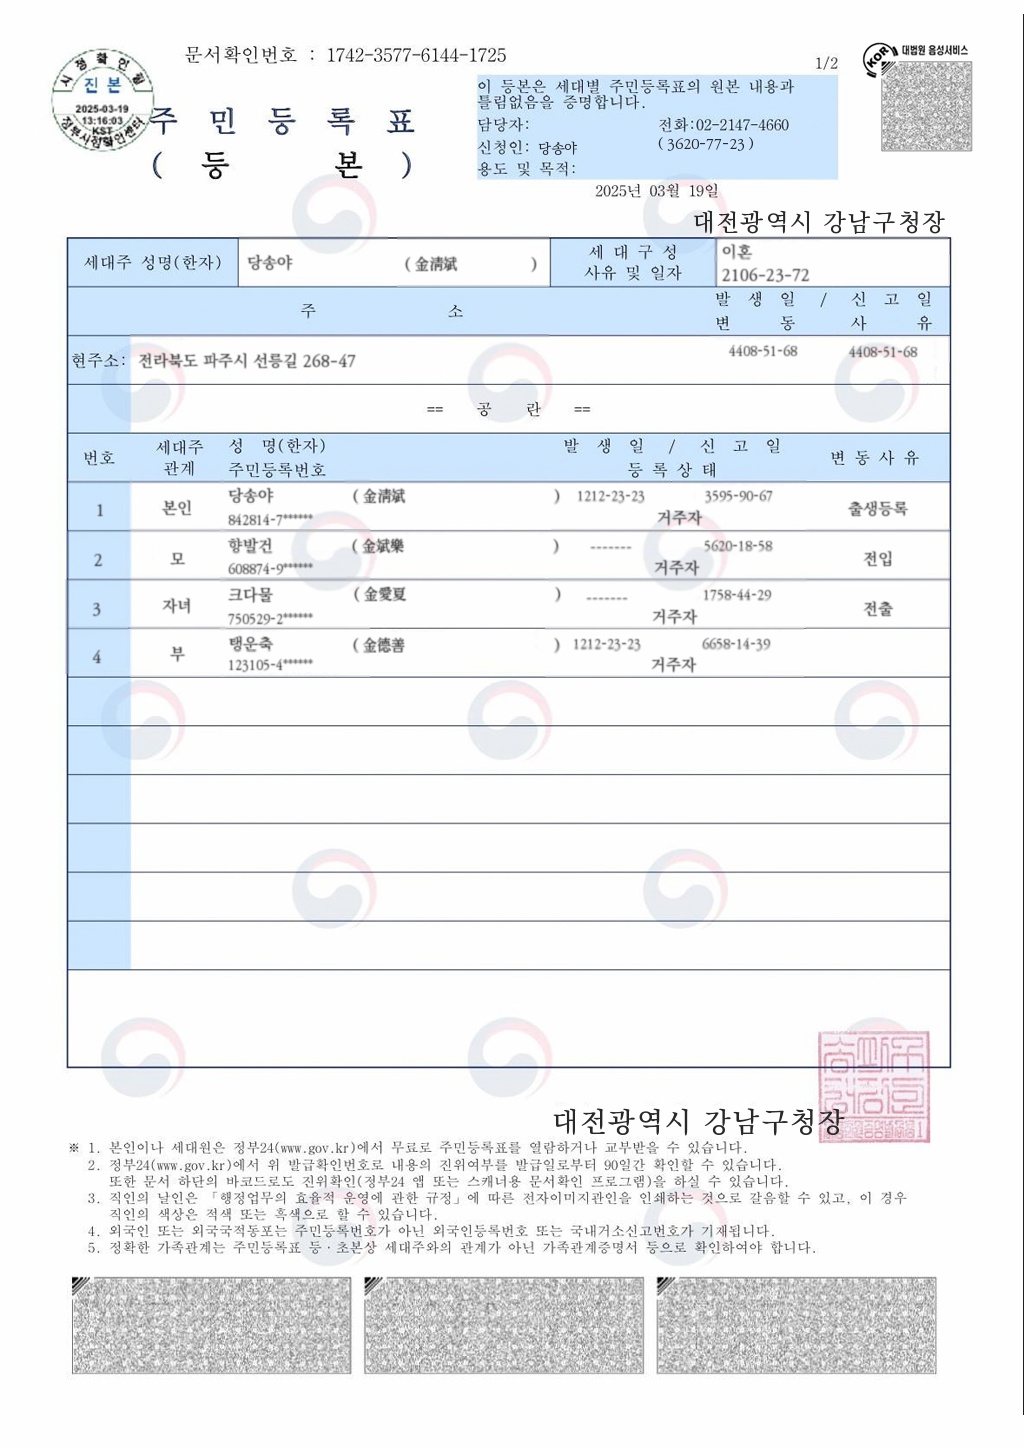 문서확인번호 : 1742-3577-6144-1725
1/2
대법원 음성서비스
KOR
시점확인필
진본
2025-03-19
13:16:03
KST
정부시점확인센터
주민등록표
( 등 본 )
이 등본은 세대별 주민등록표의 원본 내용과
틀림없음을 증명합니다.
담당자: 전화:02-2147-4660
신청인: 당송야 ( 3620-77-23 )
용도 및 목적:
2025년 03월 19일
대전광역시 강남구청장
세대주 성명(한자) 당송야 ( 金淸斌 ) 세 대 구 성 사유 및 일자 이혼
2106-23-72
주 소 발 생 일 / 신 고 일
변 동 사 유
현주소: 전라북도 파주시 선릉길 268-47 4408-51-68 4408-51-68
== 공 란 ==
번호 세대주 관계 성 명(한자) 주민등록번호 발 생 일 / 신 고 일 등 록 상 태 변 동 사 유
1 본인 당송야 ( 金淸斌 ) 1212-23-23 3595-90-67 출생등록
842814-7****** 거주자
2 모 향발건 ( 金斌樂 ) ------- 5620-18-58 전입
608874-9****** 거주자
3 자녀 크다물 ( 金愛夏 ) ------- 1758-44-29 전출
750529-2****** 거주자
4 부 탱운축 ( 金德善 ) 1212-23-23 6658-14-39
123105-4****** 거주자
대전광역시 강남구청장
※ 1. 본인이나 세대원은 정부24(www.gov.kr)에서 무료로 주민등록표를 열람하거나 교부받을 수 있습니다.
2. 정부24(www.gov.kr)에서 위 발급확인번호로 내용의 진위여부를 발급일로부터 90일간 확인할 수 있습니다.
또한 문서 하단의 바코드로도 진위확인(정부24 앱 또는 스캐너용 문서확인 프로그램)을 하실 수 있습니다.
3. 직인의 날인은 「행정업무의 효율적 운영에 관한 규정」에 따른 전자이미지관인을 인쇄하는 것으로 갈음할 수 있고, 이 경우
직인의 색상은 적색 또는 흑색으로 할 수 있습니다.
4. 외국인 또는 외국국적동포는 주민등록번호가 아닌 외국인등록번호 또는 국내거소신고번호가 기재됩니다.
5. 정확한 가족관계는 주민등록표 등·초본상 세대주와의 관계가 아닌 가족관계증명서 등으로 확인하여야 합니다.